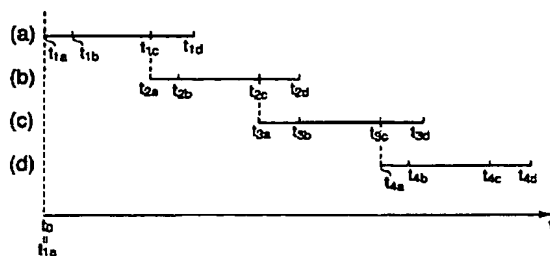 (a)
t1a t1b t1c t1d
(b)
t2a t2b t2c t2d
(c)
t3a t3b t3c t3d
(d)
t4a t4b t4c t4d
t0 t
"
t1a